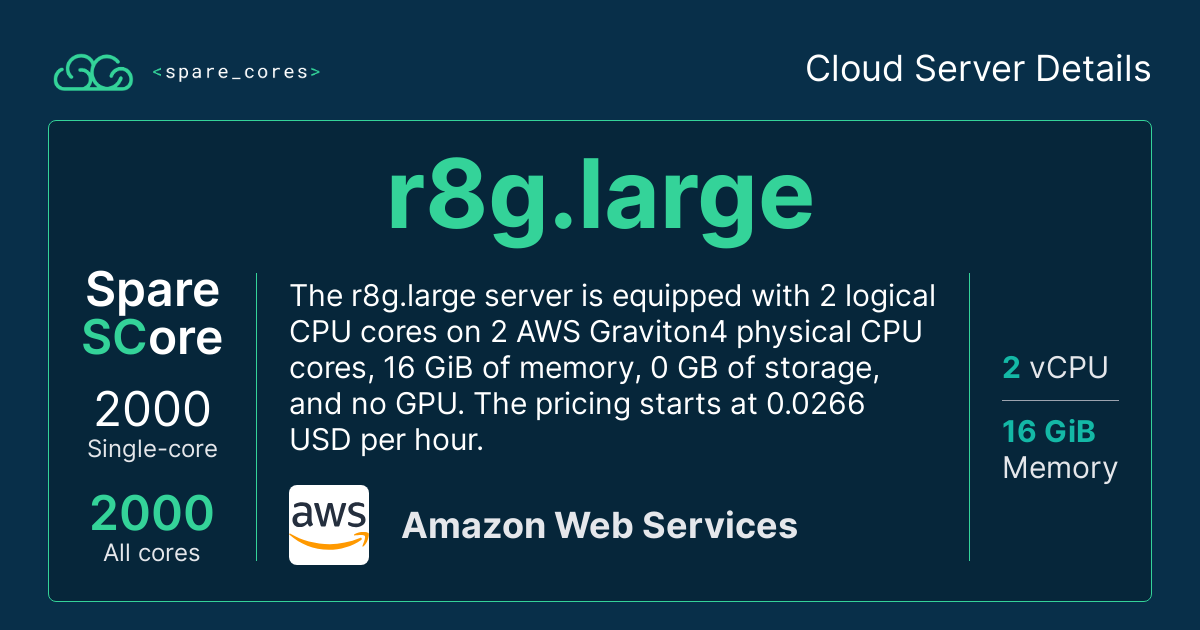 <spare_cores>
Cloud Server Details
r8g.large
Spare
SCore
2000
Single-core
2000
All cores
The r8g.large server is equipped with 2 logical
CPU cores on 2 AWS Graviton4 physical CPU
cores, 16 GiB of memory, 0 GB of storage,
and no GPU. The pricing starts at 0.0266
USD per hour.
aws
Amazon Web Services
2 vCPU
16 GiB
Memory